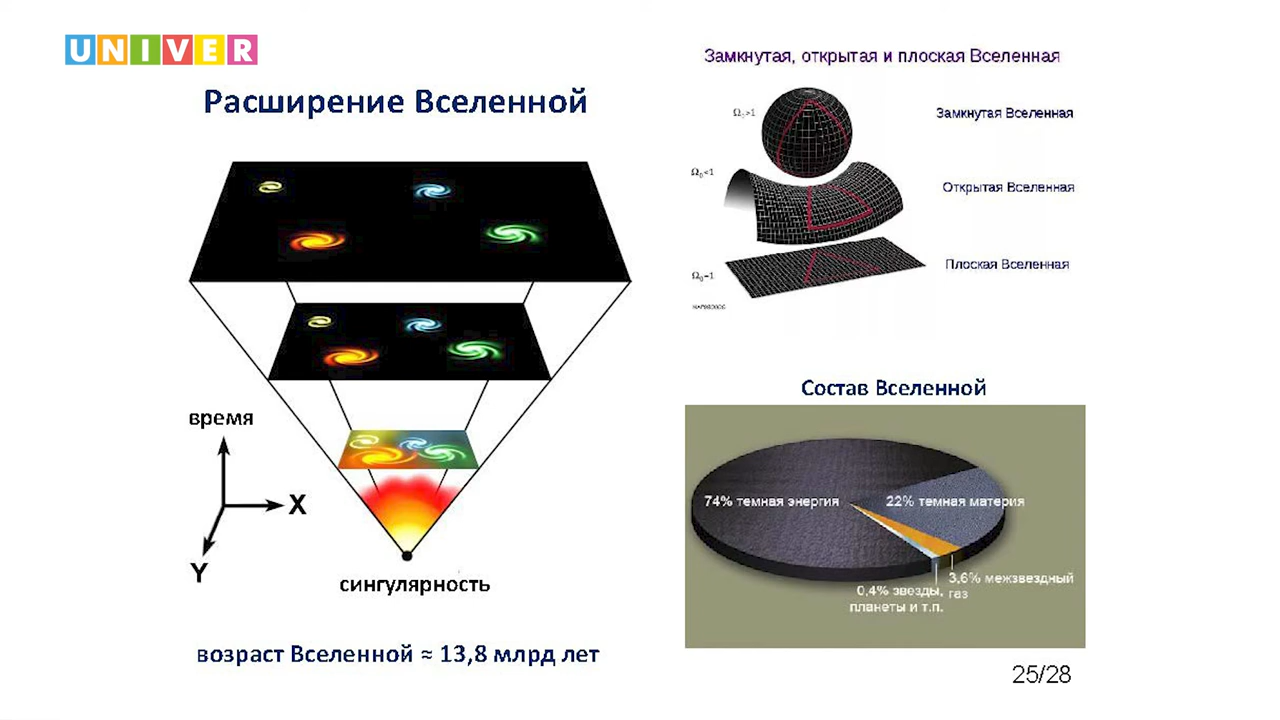 UNIVER
Расширение Вселенной
время
X
Y
сингулярность
возраст Вселенной ≈ 13,8 млрд лет
Замкнутая, открытая и плоская Вселенная
Ω₀>1
Замкнутая Вселенная
Ω₀<1
Открытая Вселенная
Ω₀=1
Плоская Вселенная
Состав Вселенной
74% темная энергия
22% темная материя
3,6% межзвездный
газ
0,4% звезды,
планеты и т.п.
25/28